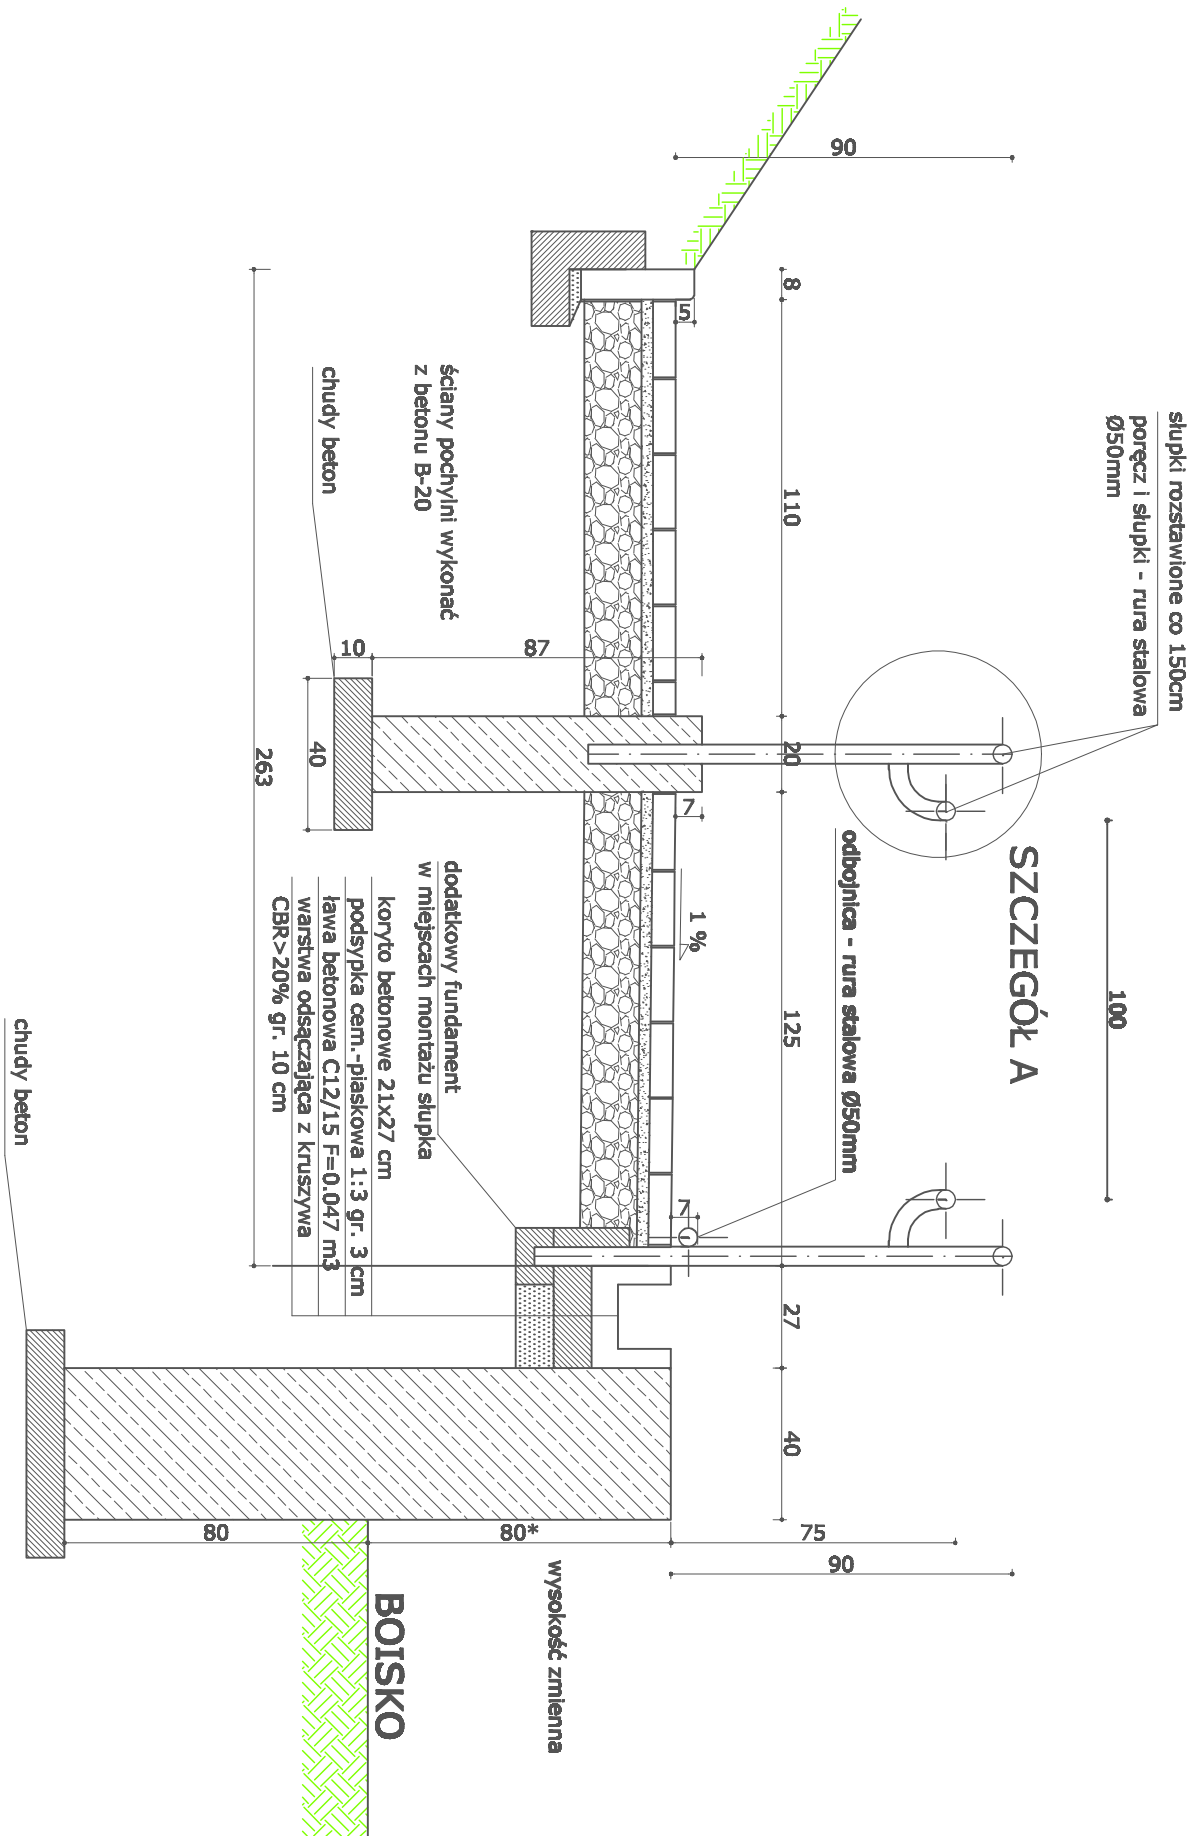 słupki rozstawione co 150cm
poręcz i słupki - rura stalowa
Ø50mm
SZCZEGÓŁ A
100
90
odbojnica - rura stalowa Ø50mm
8
110
20
125
27
40
75
90
5
7
1 %
7
ściany pochylni wykonać
z betonu B-20
chudy beton
10
87
40
263
dodatkowy fundament
w miejscach montażu słupka
koryto betonowe 21x27 cm
podsypka cem.-piaskowa 1:3 gr. 3 cm
ława betonowa C12/15 F=0.047 m3
warstwa odsączająca z kruszywa
CBR>20% gr. 10 cm
chudy beton
80
80*
wysokość zmienna
BOISKO